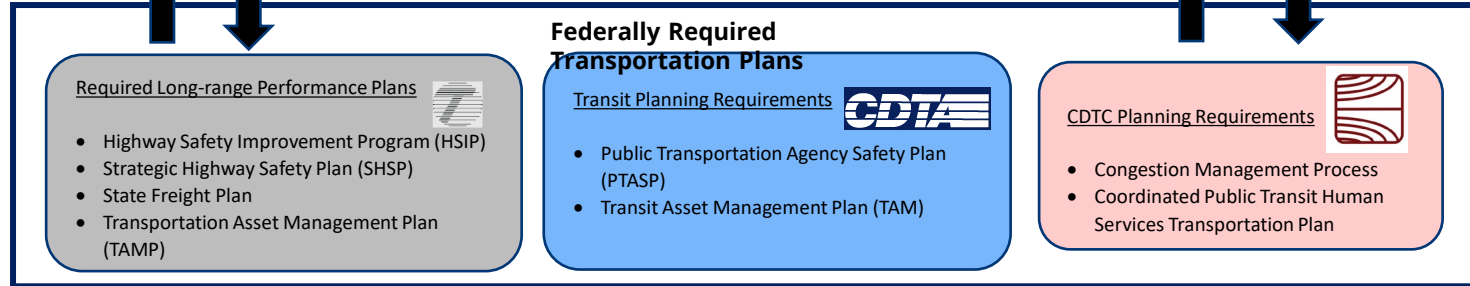 Federally Required
Transportation Plans
Required Long-range Performance Plans
• Highway Safety Improvement Program (HSIP)
• Strategic Highway Safety Plan (SHSP)
• State Freight Plan
• Transportation Asset Management Plan
(TAMP)
Transit Planning Requirements
CDTA
• Public Transportation Agency Safety Plan
(PTASP)
• Transit Asset Management Plan (TAM)
CDTC Planning Requirements
• Congestion Management Process
• Coordinated Public Transit Human
Services Transportation Plan